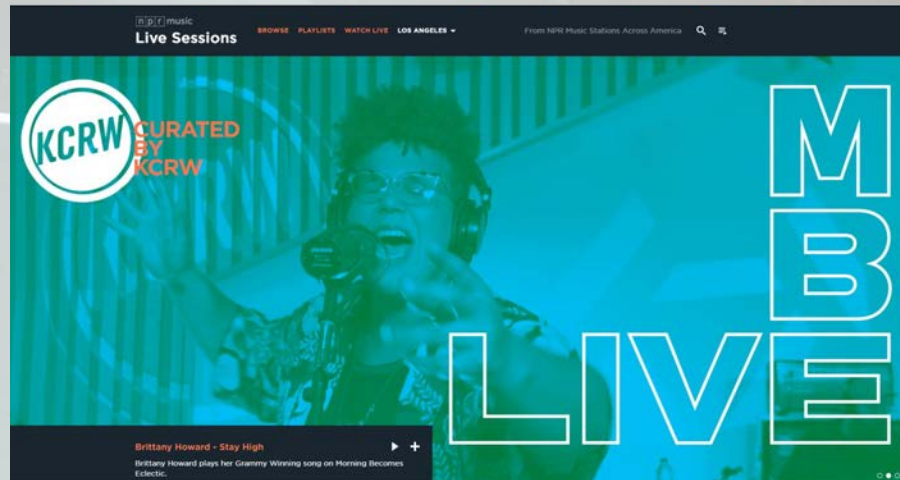 npr music
Live Sessions
BROWSE PLAYLISTS WATCH LIVE LOS ANGELES
From NPR Music Stations Across America
KCRW
CURATED
BY
KCRW
M
B
LIVE
Brittany Howard - Stay High
Brittany Howard plays her Grammy Winning song on Morning Becomes
Eclectic.